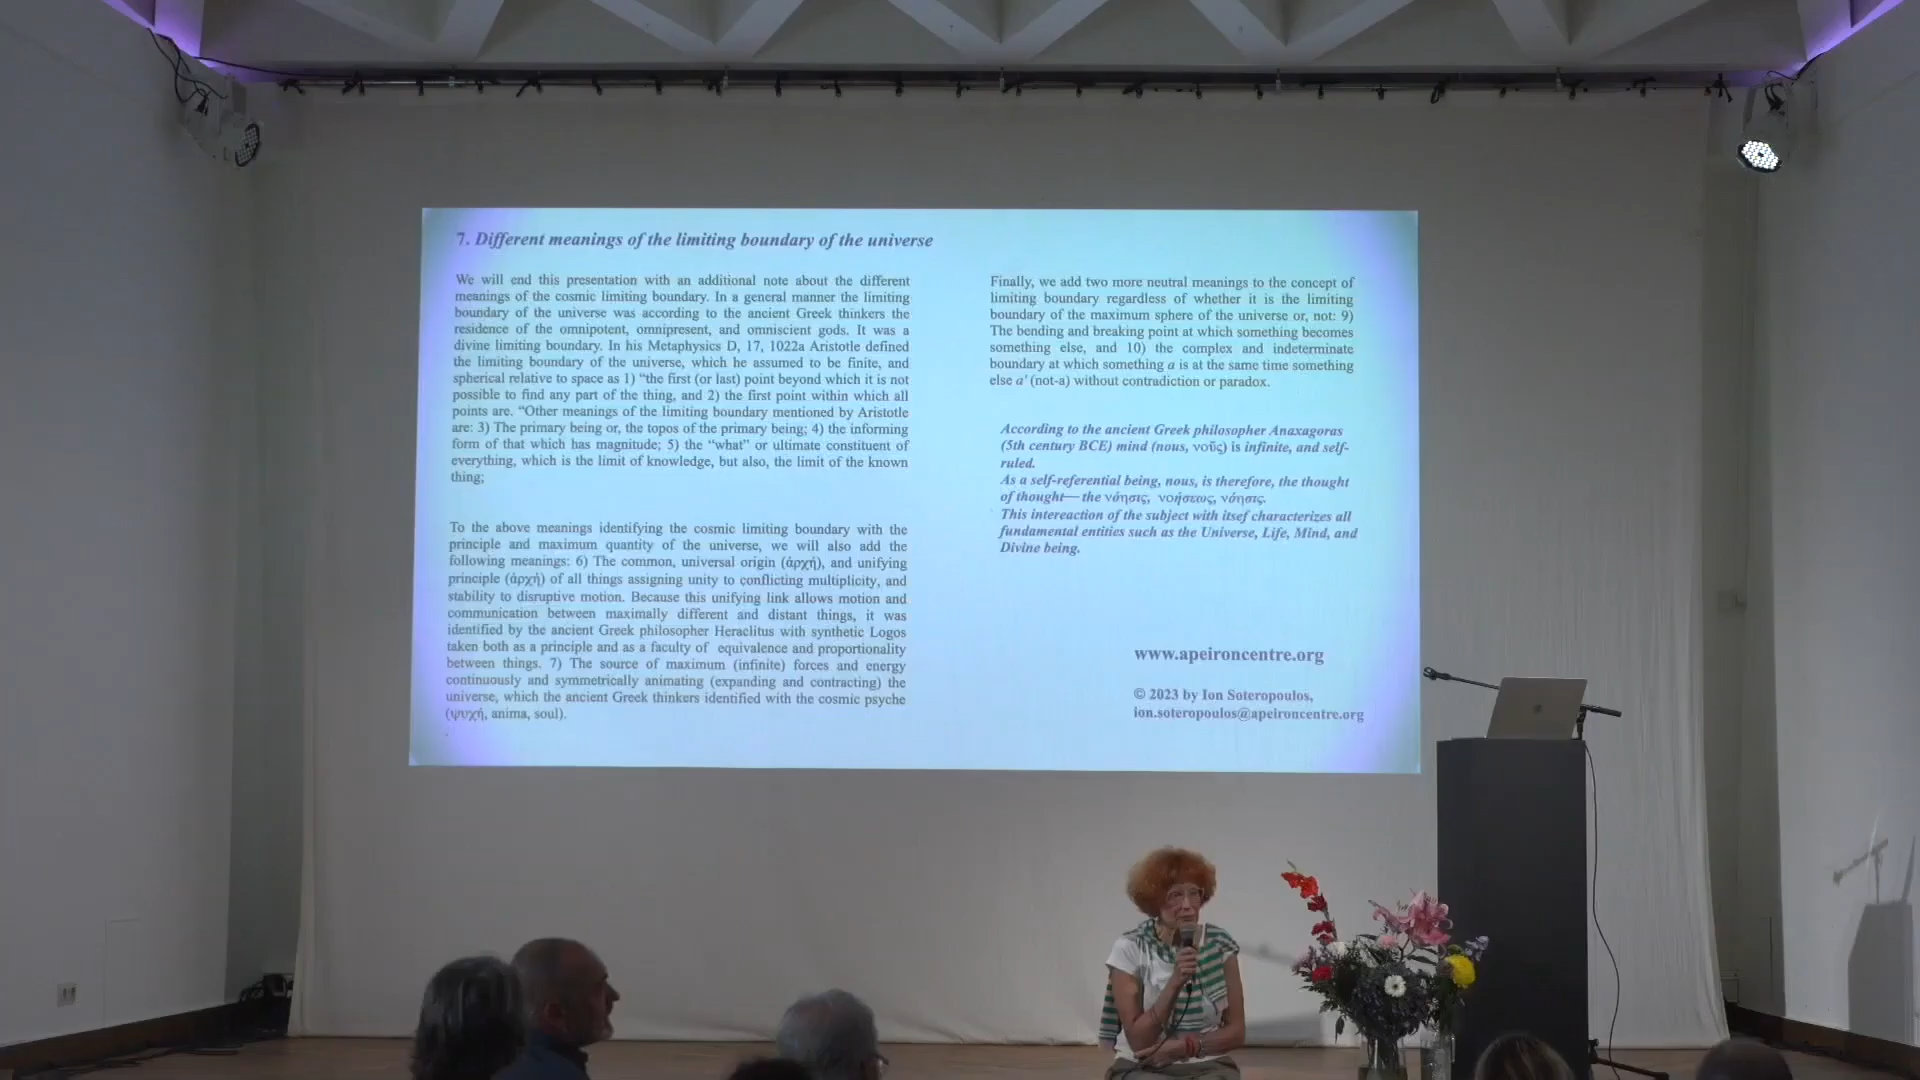 7. Different meanings of the limiting boundary of the universe
We will end this presentation with an additional note about the different
meanings of the cosmic limiting boundary. In a general manner the limiting
boundary of the universe was according to the ancient Greek thinkers the
residence of the omnipotent, omnipresent, and omniscient gods. It was a
divine limiting boundary. In his Metaphysics D, 17, 1022a Aristotle defined
the limiting boundary of the universe, which he assumed to be finite, and
spherical relative to space as 1) “the first (or last) point beyond which it is not
possible to find any part of the thing, and 2) the first point within which all
points are. “Other meanings of the limiting boundary mentioned by Aristotle
are: 3) The primary being or, the topos of the primary being; 4) the informing
form of that which has magnitude; 5) the “what” or ultimate constituent of
everything, which is the limit of knowledge, but also, the limit of the known
thing;
To the above meanings identifying the cosmic limiting boundary with the
principle and maximum quantity of the universe, we will also add the
following meanings: 6) The common, universal origin (ἀρχή), and unifying
principle (ἀρχή) of all things assigning unity to conflicting multiplicity, and
stability to disruptive motion. Because this unifying link allows motion and
communication between maximally different and distant things, it was
identified by the ancient Greek philosopher Heraclitus with synthetic Logos
taken both as a principle and as a faculty of equivalence and proportionality
between things. 7) The source of maximum (infinite) forces and energy
continuously and symmetrically animating (expanding and contracting) the
universe, which the ancient Greek thinkers identified with the cosmic psyche
(ψυχή, anima, soul).
Finally, we add two more neutral meanings to the concept of
limiting boundary regardless of whether it is the limiting
boundary of the maximum sphere of the universe or, not: 9)
The bending and breaking point at which something becomes
something else, and 10) the complex and indeterminate
boundary at which something a is at the same time something
else a' (not-a) without contradiction or paradox.
According to the ancient Greek philosopher Anaxagoras
(5th century BCE) mind (nous, νοῦς) is infinite, and self-
ruled.
As a self-referential being, nous, is therefore, the thought
of thought— the νόησις, νοήσεως, νόησις.
This intereaction of the subject with itsef characterizes all
fundamental entities such as the Universe, Life, Mind, and
Divine being.
www.apeironcentre.org
© 2023 by Ion Soteropoulos,
ion.soteropoulos@apeironcentre.org